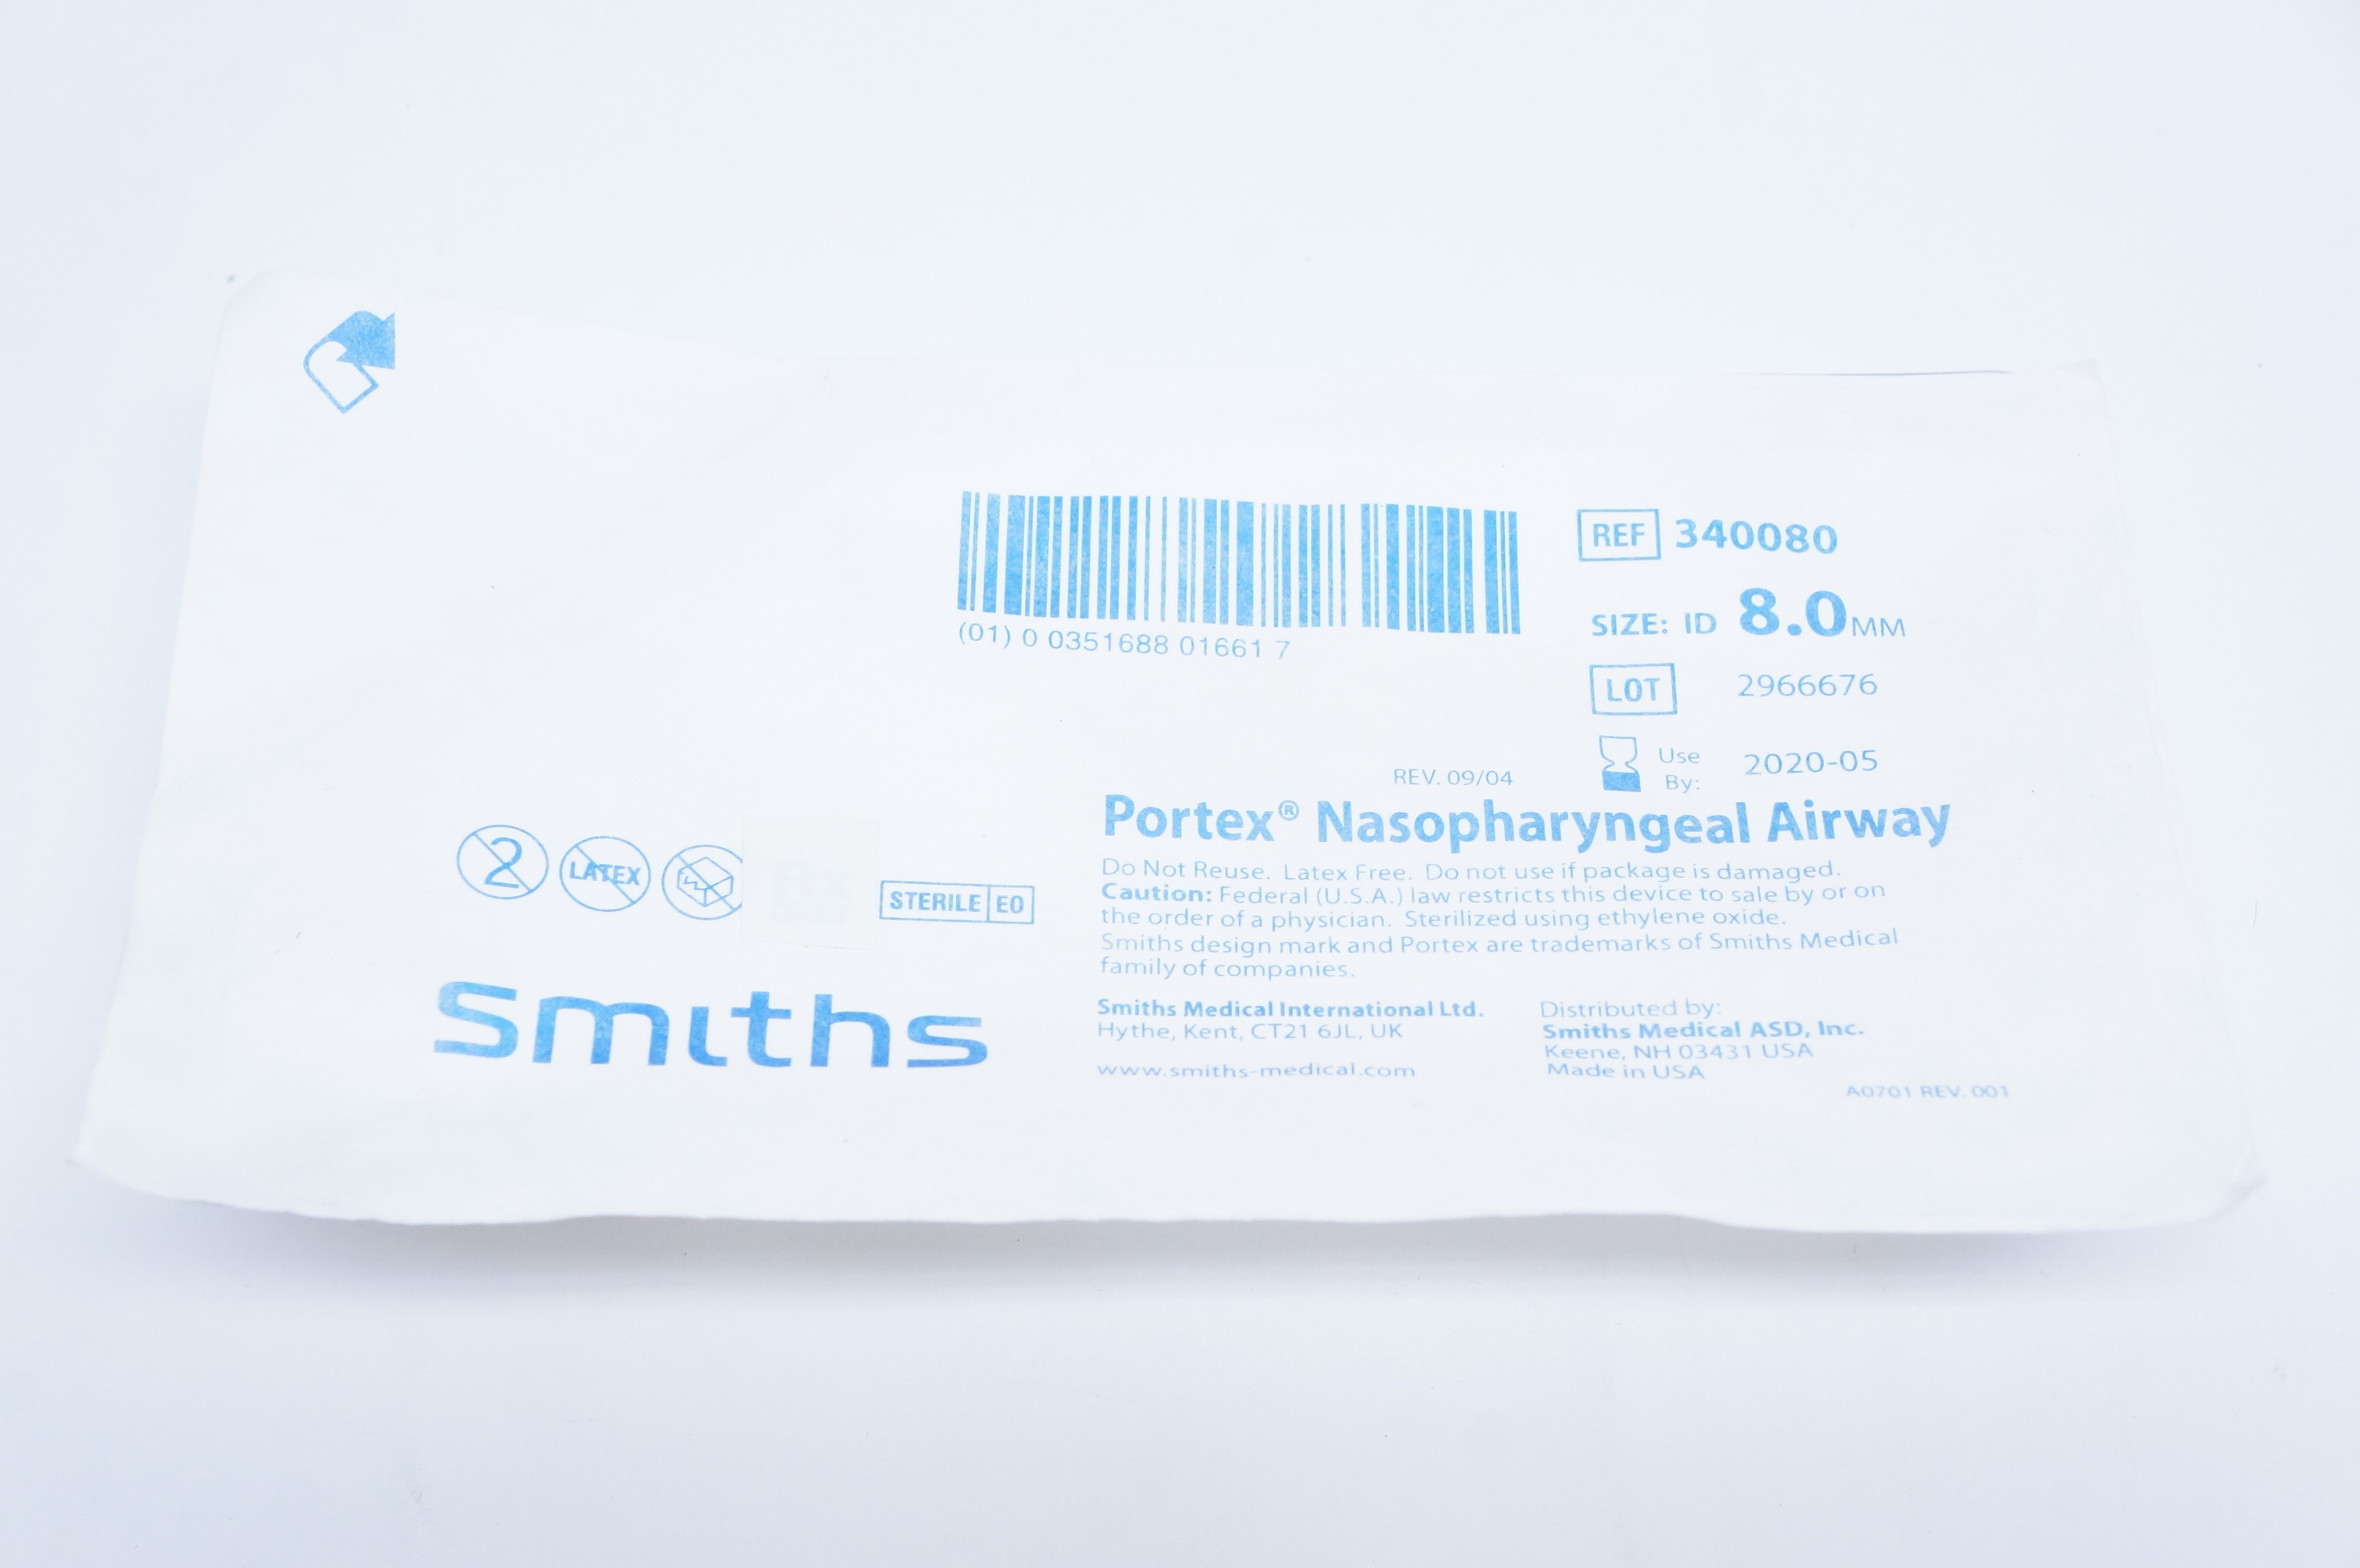 (01) 0 0351688 01661 7
REF 340080
SIZE: ID 8.0 MM
LOT 2966676
Use By: 2020-05
REV. 09/04
Portex® Nasopharyngeal Airway
Do Not Reuse. Latex Free. Do not use if package is damaged.
Caution: Federal (U.S.A.) law restricts this device to sale by or on
the order of a physician. Sterilized using ethylene oxide.
Smiths design mark and Portex are trademarks of Smiths Medical
family of companies.
2
LATEX
STERILE EO
smiths
Smiths Medical International Ltd.
Hythe, Kent, CT21 6JL, UK
www.smiths-medical.com
Distributed by:
Smiths Medical ASD, Inc.
Keene, NH 03431 USA
Made in USA
A0701 REV. 001